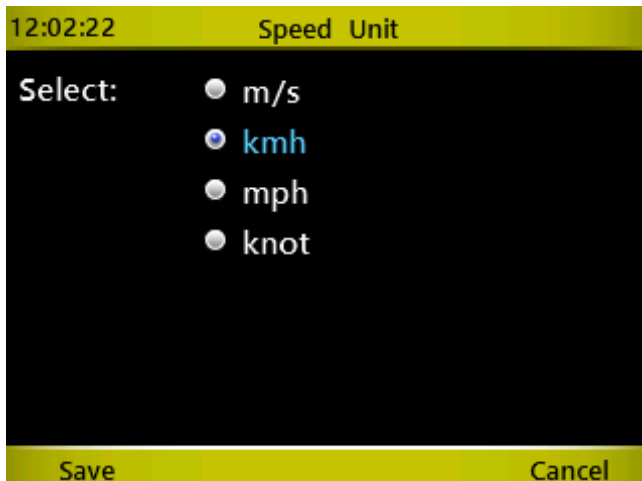 12:02:22 Speed Unit
Select: m/s
kmh
mph
knot
Save Cancel